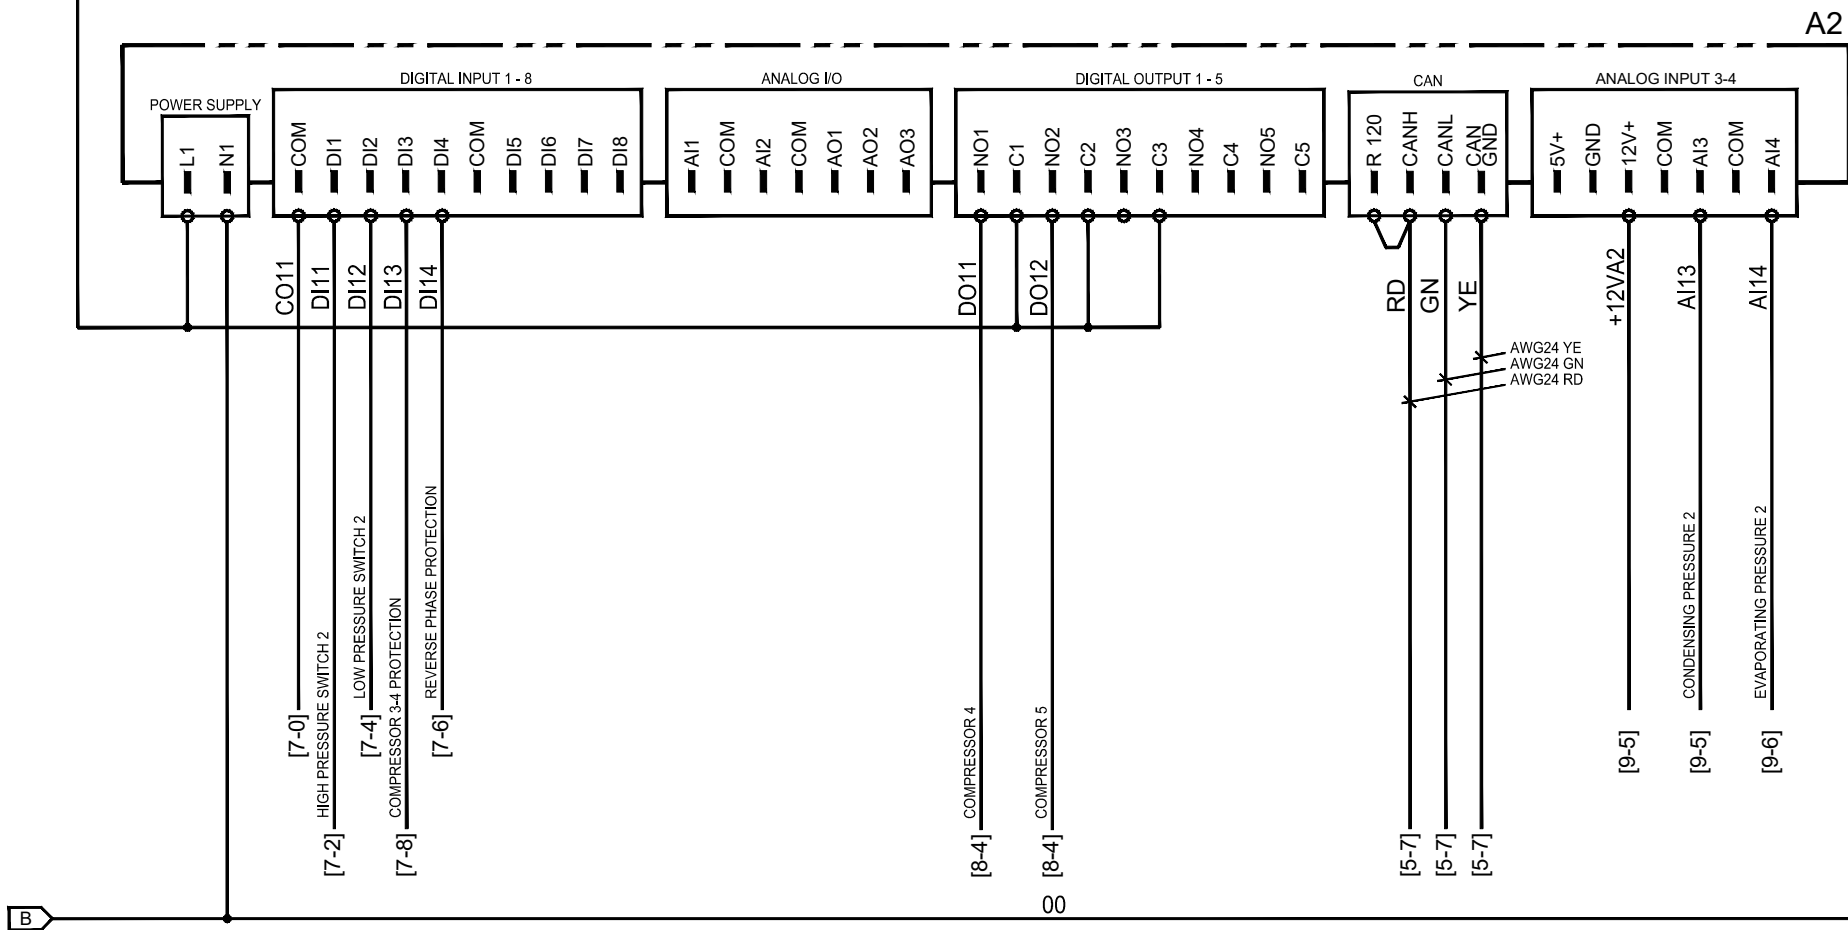 A2
DIGITAL INPUT 1 - 8
ANALOG I/O
DIGITAL OUTPUT 1 - 5
CAN
ANALOG INPUT 3-4
POWER SUPPLY
L1
N1
COM
DI1
DI2
DI3
DI4
COM
DI5
DI6
DI7
DI8
AI1
COM
AI2
COM
AO1
AO2
AO3
NO1
C1
NO2
C2
NO3
C3
NO4
C4
NO5
C5
R 120
CANH
CANL
CAN
GND
5V+
GND
12V+
COM
AI3
COM
AI4
CO11
DI11
DI12
DI13
DI14
DO11
DO12
RD
GN
YE
+12VA2
AI13
AI14
AWG24 YE
AWG24 GN
AWG24 RD
HIGH PRESSURE SWITCH 2
LOW PRESSURE SWITCH 2
COMPRESSOR 3-4 PROTECTION
REVERSE PHASE PROTECTION
COMPRESSOR 4
COMPRESSOR 5
CONDENSING PRESSURE 2
EVAPORATING PRESSURE 2
[7-0]
[7-2]
[7-4]
[7-8]
[7-6]
[8-4]
[8-4]
[5-7]
[5-7]
[5-7]
[9-5]
[9-5]
[9-6]
00
B